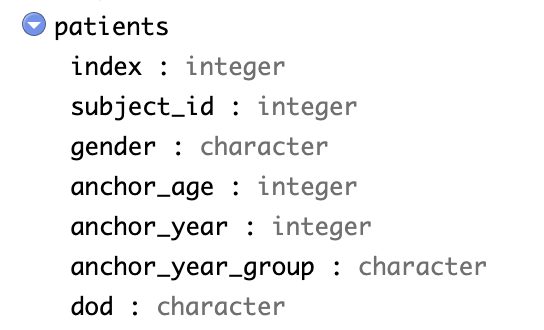 patients
index : integer
subject_id : integer
gender : character
anchor_age : integer
anchor_year : integer
anchor_year_group : character
dod : character